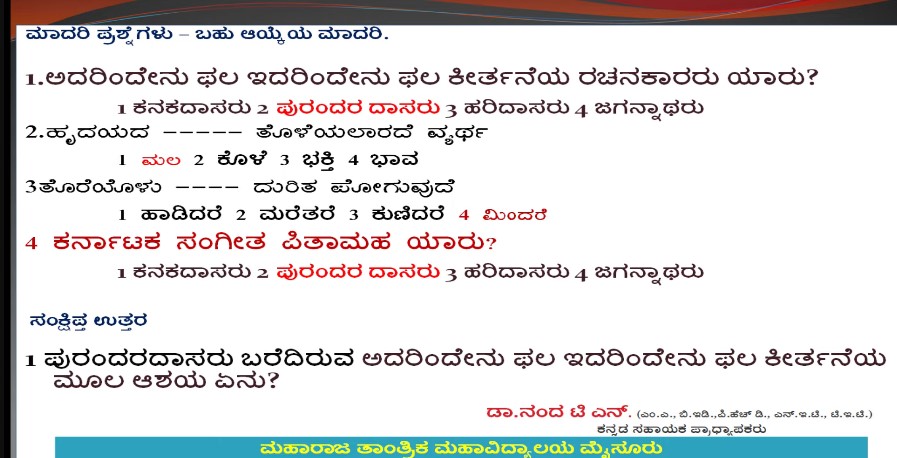 ಮಾದರಿ ಪ್ರಶ್ನೆಗಳು – ಬಹು ಆಯ್ಕೆಯ ಮಾದರಿ.
1.ಅದರಿಂದೇನು ಫಲ ಇದರಿಂದೇನು ಫಲ ಕೀರ್ತನೆಯ ರಚನಕಾರರು ಯಾರು?
1 ಕನಕದಾಸರು 2 ಪುರಂದರ ದಾಸರು 3 ಹರಿದಾಸರು 4 ಜಗನ್ನಾಥರು
2.ಹೃದಯದ ----- ತೊಳೆಯಲಾರದೆ ವ್ಯರ್ಥ
1 ಮಲ 2 ಕೊಳೆ 3 ಭಕ್ತಿ 4 ಭಾವ
3ತೊರೆಯೊಳು ---- ದುರಿತ ಪೋಗುವುದೆ
1 ಹಾಡಿದರೆ 2 ಮರೆತರೆ 3 ಕುಣಿದರೆ 4 ಮಿಂದರೆ
4 ಕರ್ನಾಟಕ ಸಂಗೀತ ಪಿತಾಮಹ ಯಾರು?
1 ಕನಕದಾಸರು 2 ಪುರಂದರ ದಾಸರು 3 ಹರಿದಾಸರು 4 ಜಗನ್ನಾಥರು
ಸಂಕ್ಷಿಪ್ತ ಉತ್ತರ
1 ಪುರಂದರದಾಸರು ಬರೆದಿರುವ ಅದರಿಂದೇನು ಫಲ ಇದರಿಂದೇನು ಫಲ ಕೀರ್ತನೆಯ
ಮೂಲ ಆಶಯ ಏನು?
ಡಾ.ನಂದ ಟಿ ಎನ್. (ಎಂ.ಎ., ಬಿ.ಇಡಿ.,ಪಿ.ಹೆಚ್ ಡಿ., ಎನ್.ಇ.ಟಿ., ಟಿ.ಇ.ಟಿ.)
ಕನ್ನಡ ಸಹಾಯಕ ಪ್ರಾಧ್ಯಾಪಕರು
ಮಹಾರಾಜ ತಾಂತ್ರಿಕ ಮಹಾವಿದ್ಯಾಲಯ ಮೈಸೂರು